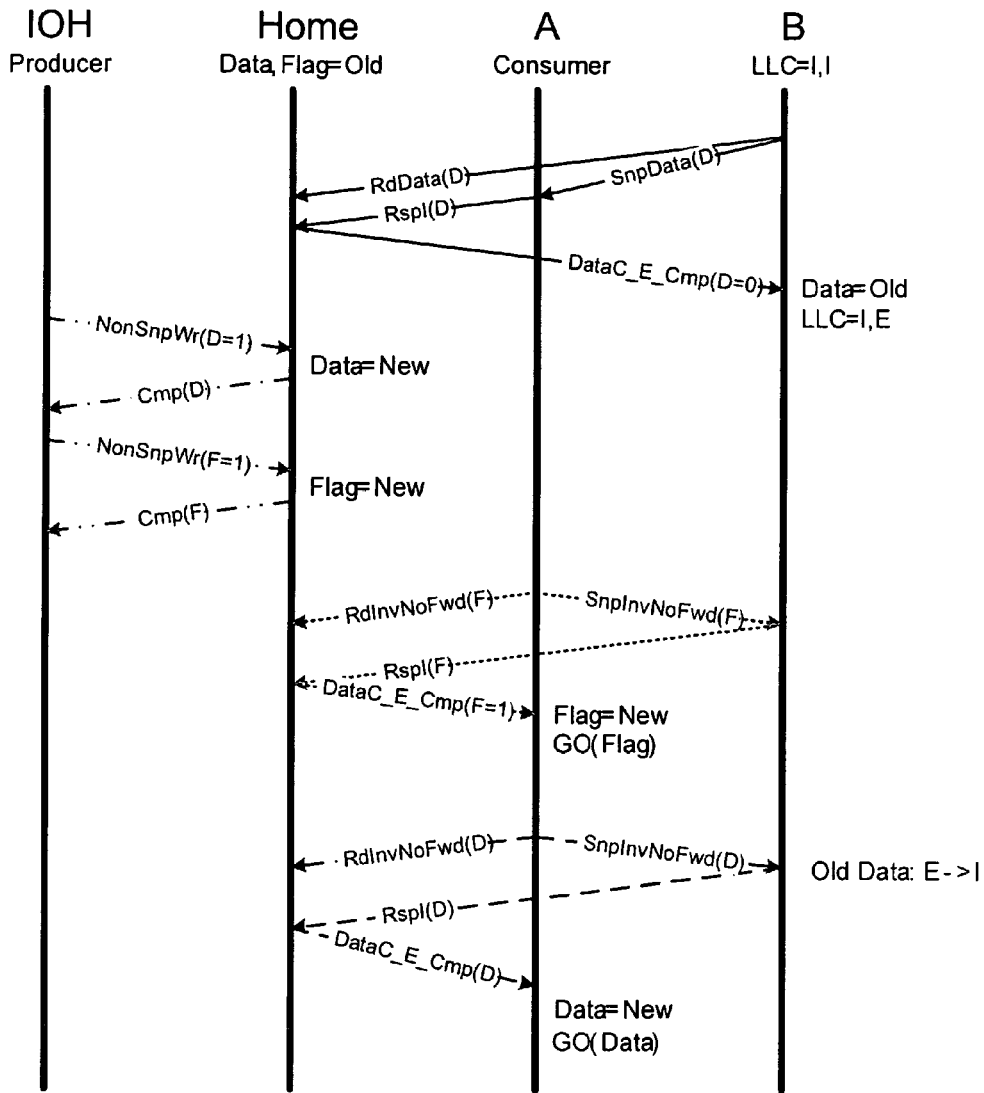 IOH
Producer
Home
Data, Flag=Old
A
Consumer
B
LLC=I,I
RdData(D)
SnpData(D)
RspI(D)
DataC_E_Cmp(D=0)
Data=Old
LLC=I,E
NonSnpWr(D=1)
Data=New
Cmp(D)
NonSnpWr(F=1)
Flag=New
Cmp(F)
RdInvNoFwd(F)
SnpInvNoFwd(F)
RspI(F)
DataC_E_Cmp(F=1)
Flag=New
GO(Flag)
RdInvNoFwd(D)
SnpInvNoFwd(D)
Old Data: E->I
RspI(D)
DataC_E_Cmp(D)
Data=New
GO(Data)